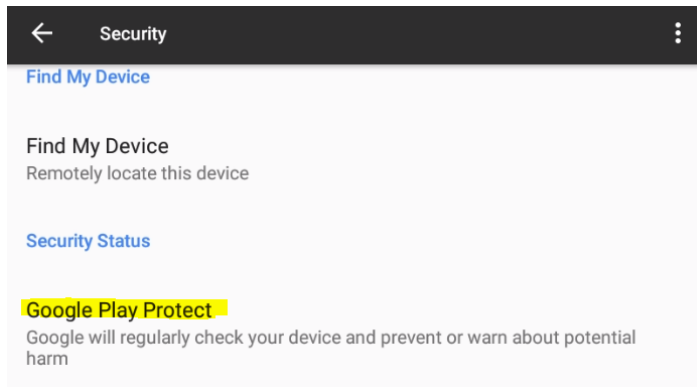 Security
Find My Device
Find My Device
Remotely locate this device
Security Status
Google Play Protect
Google will regularly check your device and prevent or warn about potential
harm